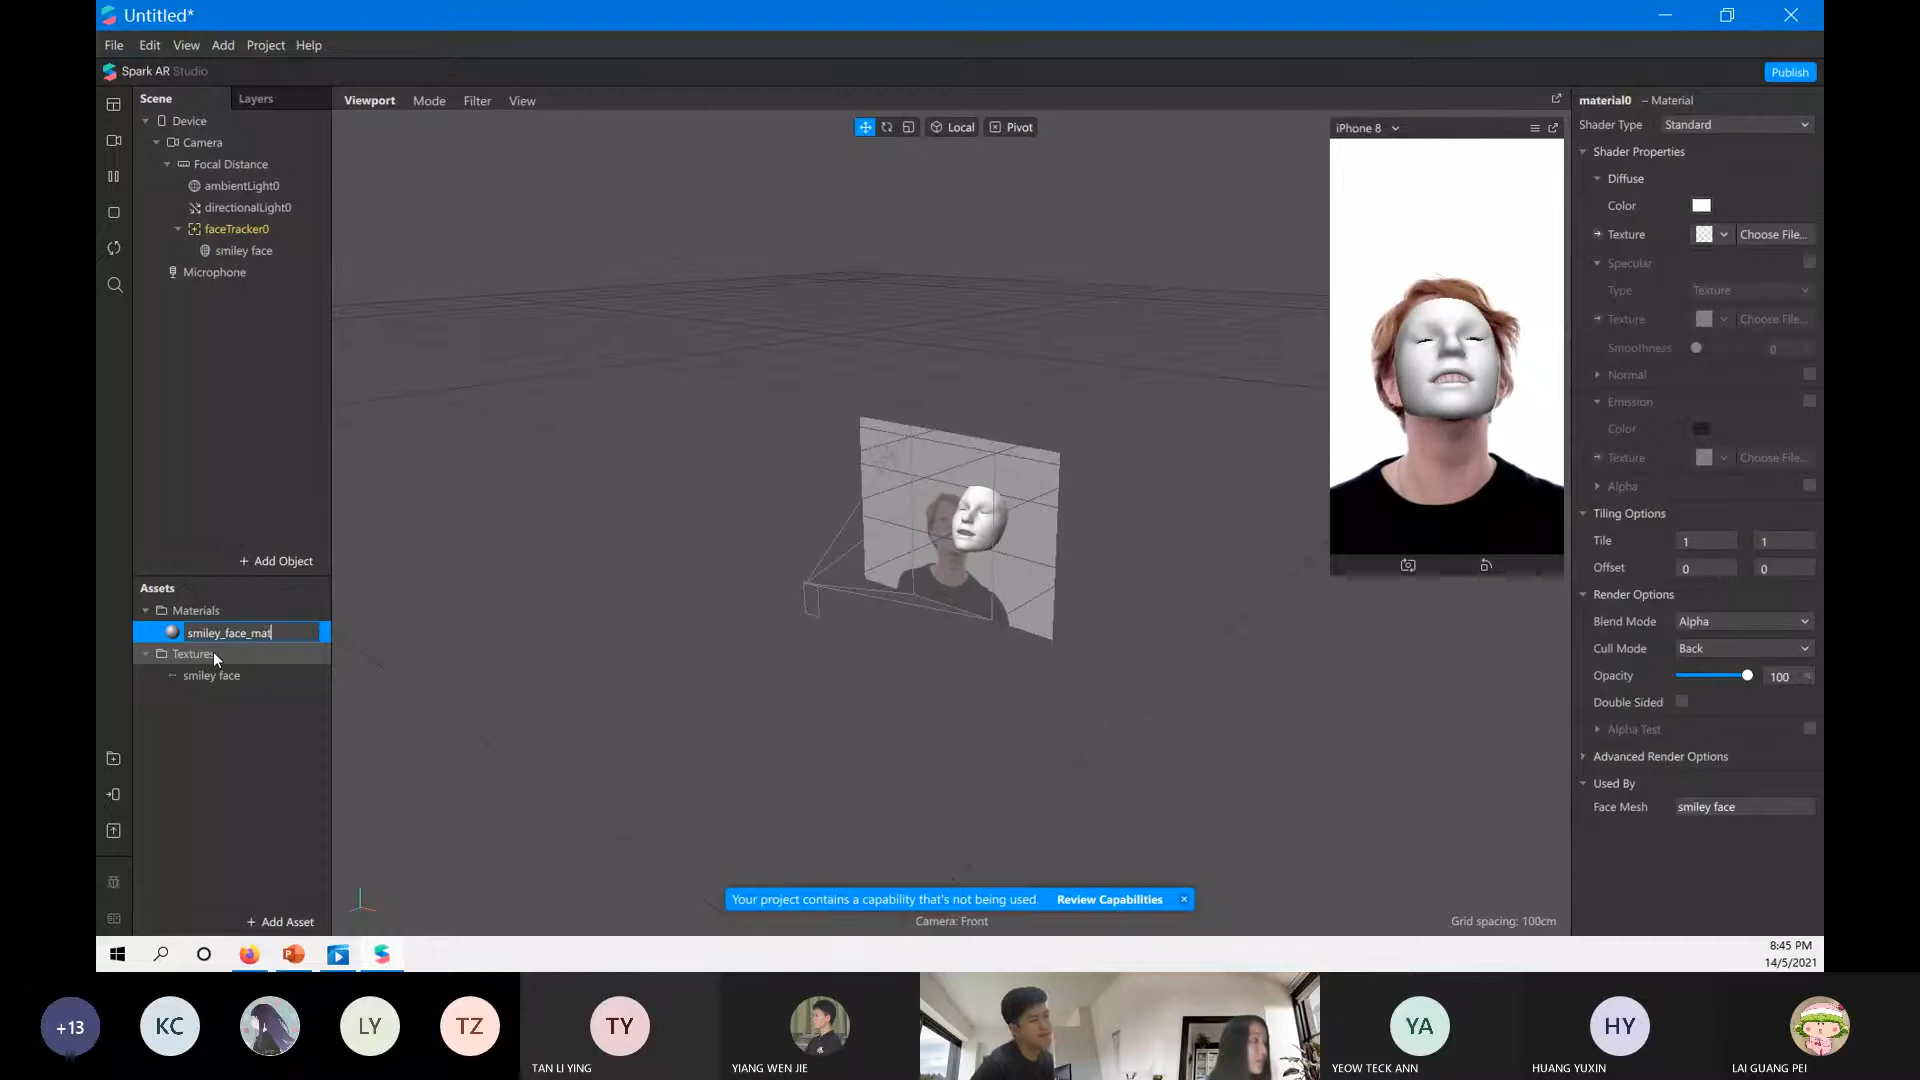 Untitled*
File Edit View Add Project Help
Spark AR Studio
Publish
Scene Layers
Device
Camera
Focal Distance
ambientLight0
directionalLight0
faceTracker0
smiley face
Microphone
+ Add Object
Assets
Materials
smiley_face_mat
Textures
smiley face
+ Add Asset
Viewport Mode Filter View
Local Pivot
iPhone 8
Your project contains a capability that's not being used. Review Capabilities ×
Camera: Front
Grid spacing: 100cm
material0 – Material
Shader Type Standard
Shader Properties
Diffuse
Color
Texture Choose File...
Specular
Type Texture
Texture Choose File...
Smoothness 0
Normal
Emission
Color
Texture Choose File...
Alpha
Tiling Options
Tile 1 1
Offset 0 0
Render Options
Blend Mode Alpha
Cull Mode Back
Opacity 100
Double Sided
Alpha Test
Advanced Render Options
Used By
Face Mesh smiley face
8:45 PM
14/5/2021
+13 KC LY TZ TY YA HY
TAN LI YING YIANG WEN JIE YEOW TECK ANN HUANG YUXIN LAI GUANG PEI